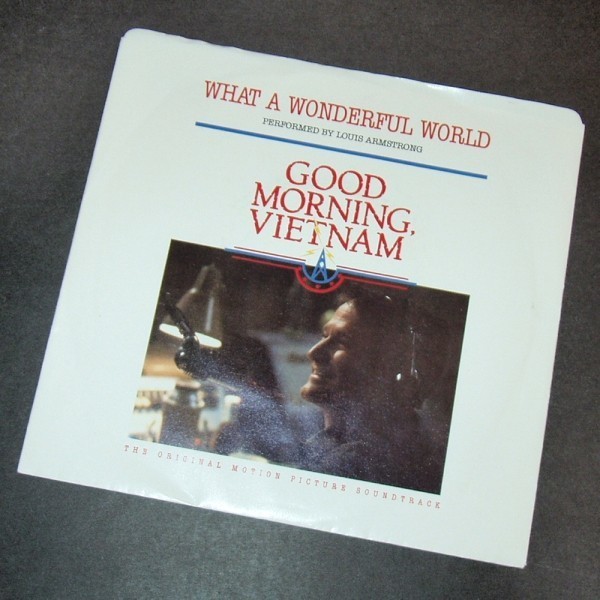 WHAT A WONDERFUL WORLD
PERFORMED BY LOUIS ARMSTRONG
GOOD
MORNING,
VIETNAM
THE ORIGINAL MOTION PICTURE SOUNDTRACK